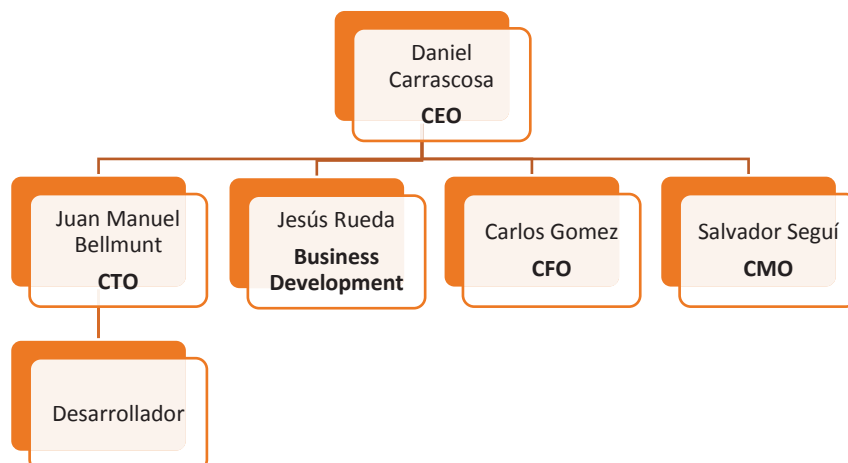 Daniel
Carrascosa
CEO
Juan Manuel
Bellmunt
CTO
Jesús Rueda
Business
Development
Carlos Gomez
CFO
Salvador Seguí
CMO
Desarrollador